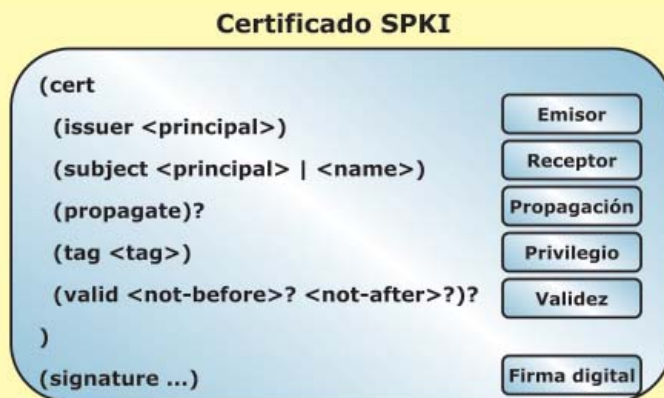 Certificado SPKI
(cert
(issuer <principal>)
Emisor
(subject <principal> | <name>)
Receptor
(propagate)?
Propagación
(tag <tag>)
Privilegio
(valid <not-before>? <not-after>?)?
Validez
)
(signature ...)
Firma digital